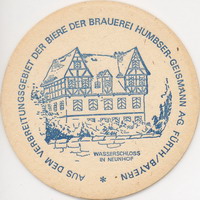 AUS DEM VERBREITUNGSGEBIET DER BIERE DER BRAUEREI HUMBSER-GEISMANN AG, FÜRTH/BAYERN *
WASSERSCHLOSS
IN NEUNHOF